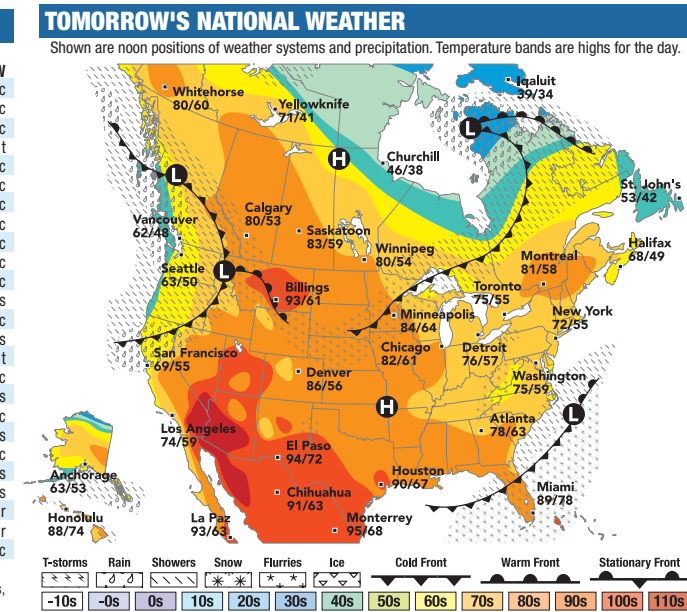 TOMORROW'S NATIONAL WEATHER
Shown are noon positions of weather systems and precipitation. Temperature bands are highs for the day.
Whitehorse
80/60
Yellowknife
71/41
Iqaluit
39/34
L
H
Churchill
46/38
L
St. John's
53/42
Vancouver
62/48
Calgary
80/53
Saskatoon
83/59
Winnipeg
80/54
Halifax
68/49
Montreal
81/58
Seattle
63/50
L
Billings
93/61
Toronto
75/55
Minneapolis
84/64
New York
72/55
San Francisco
69/55
Chicago
82/61
Detroit
76/57
Denver
86/56
Washington
75/59
H
L
Los Angeles
74/59
Atlanta
78/63
El Paso
94/72
Anchorage
63/53
Houston
90/67
Chihuahua
91/63
Miami
89/78
Honolulu
88/74
La Paz
93/63
Monterrey
95/68
T-storms Rain Showers Snow Flurries Ice Cold Front Warm Front Stationary Front
-10s -0s 0s 10s 20s 30s 40s 50s 60s 70s 80s 90s 100s 110s